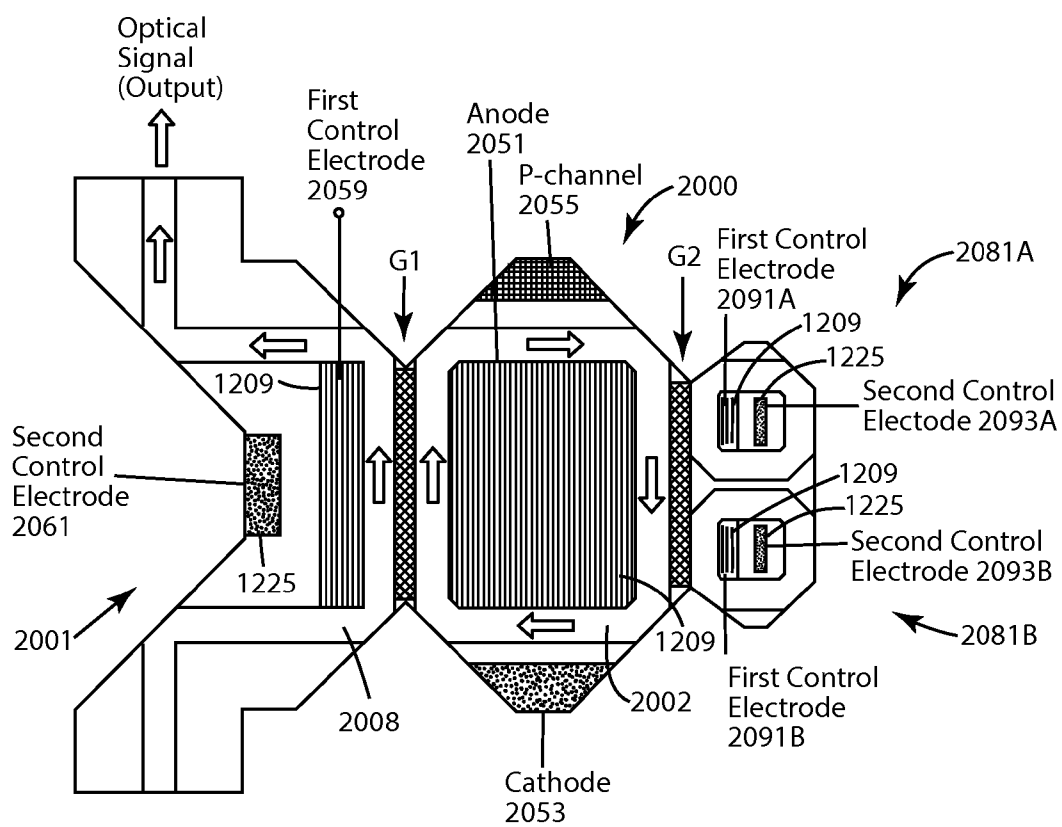 Optical
Signal
(Output)
First
Control
Electrode
2059
Anode
2051
P-channel
2055
2000
G1
G2
First Control
Electrode
2091A
2081A
1209
1225
Second Control
Electode 2093A
1209
Second
Control
Electrode
2061
1225
1209
1225
Second Control
Electrode 2093B
2001
2008
1209
2002
2081B
First Control
Electrode
2091B
Cathode
2053